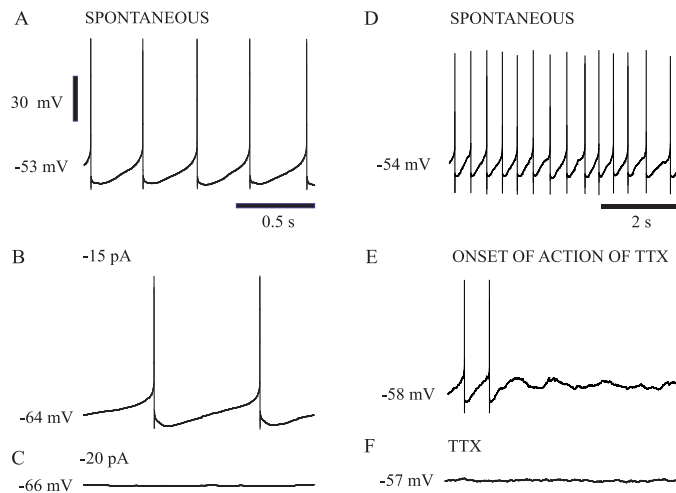 A SPONTANEOUS
30 mV
-53 mV
0.5 s
B -15 pA
-64 mV
C -20 pA
-66 mV
D SPONTANEOUS
-54 mV
2 s
E ONSET OF ACTION OF TTX
-58 mV
F TTX
-57 mV